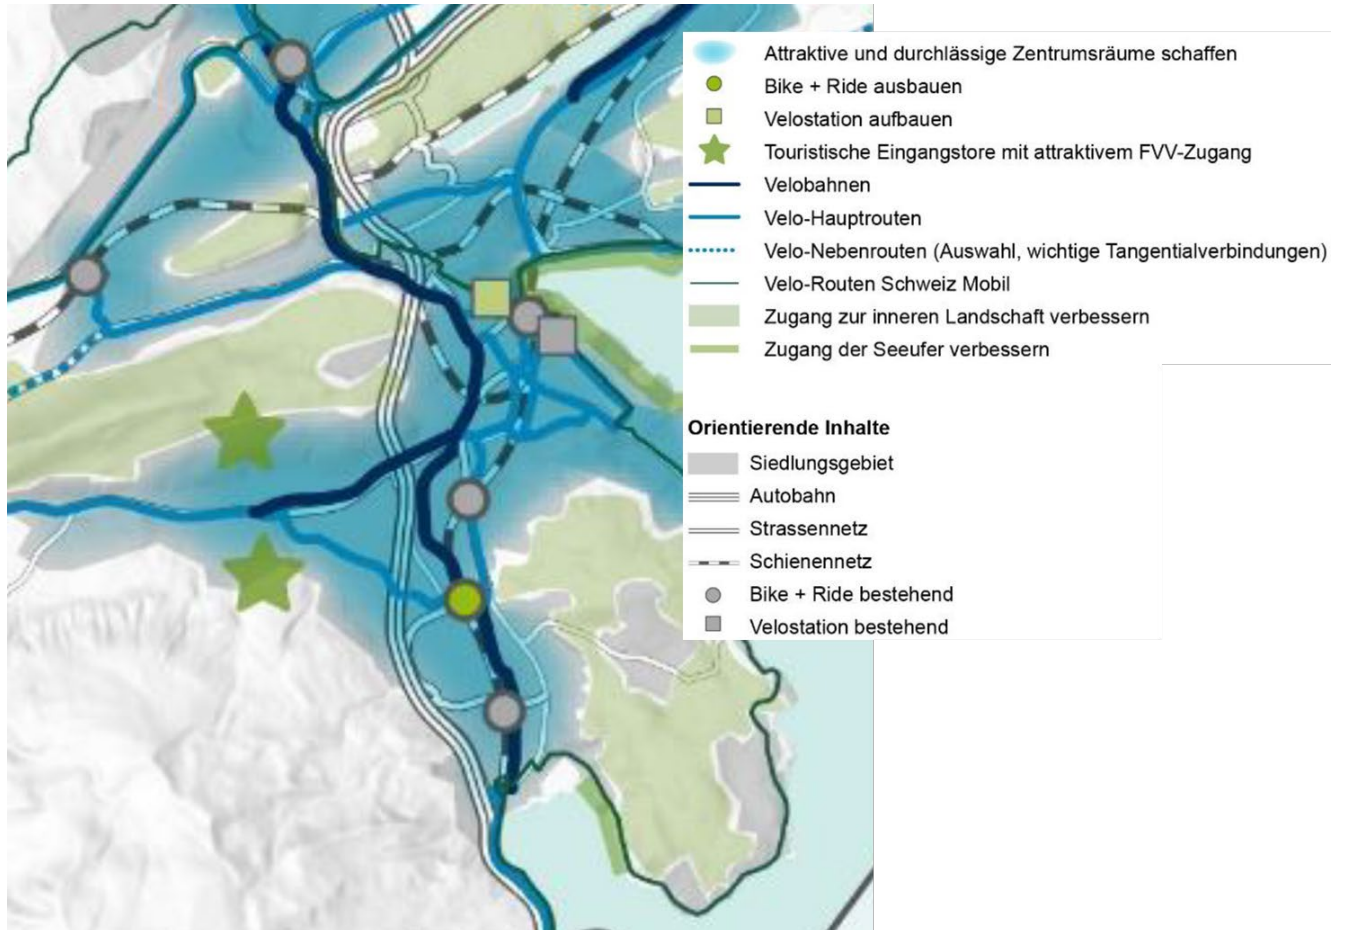 Attraktive und durchlässige Zentrumsräume schaffen
Bike + Ride ausbauen
Velostation aufbauen
Touristische Eingangstore mit attraktivem FVV-Zugang
Velobahnen
Velo-Hauptrouten
Velo-Nebenrouten (Auswahl, wichtige Tangentialverbindungen)
Velo-Routen Schweiz Mobil
Zugang zur inneren Landschaft verbessern
Zugang der Seeufer verbessern
Orientierende Inhalte
Siedlungsgebiet
Autobahn
Strassennetz
Schienennetz
Bike + Ride bestehend
Velostation bestehend